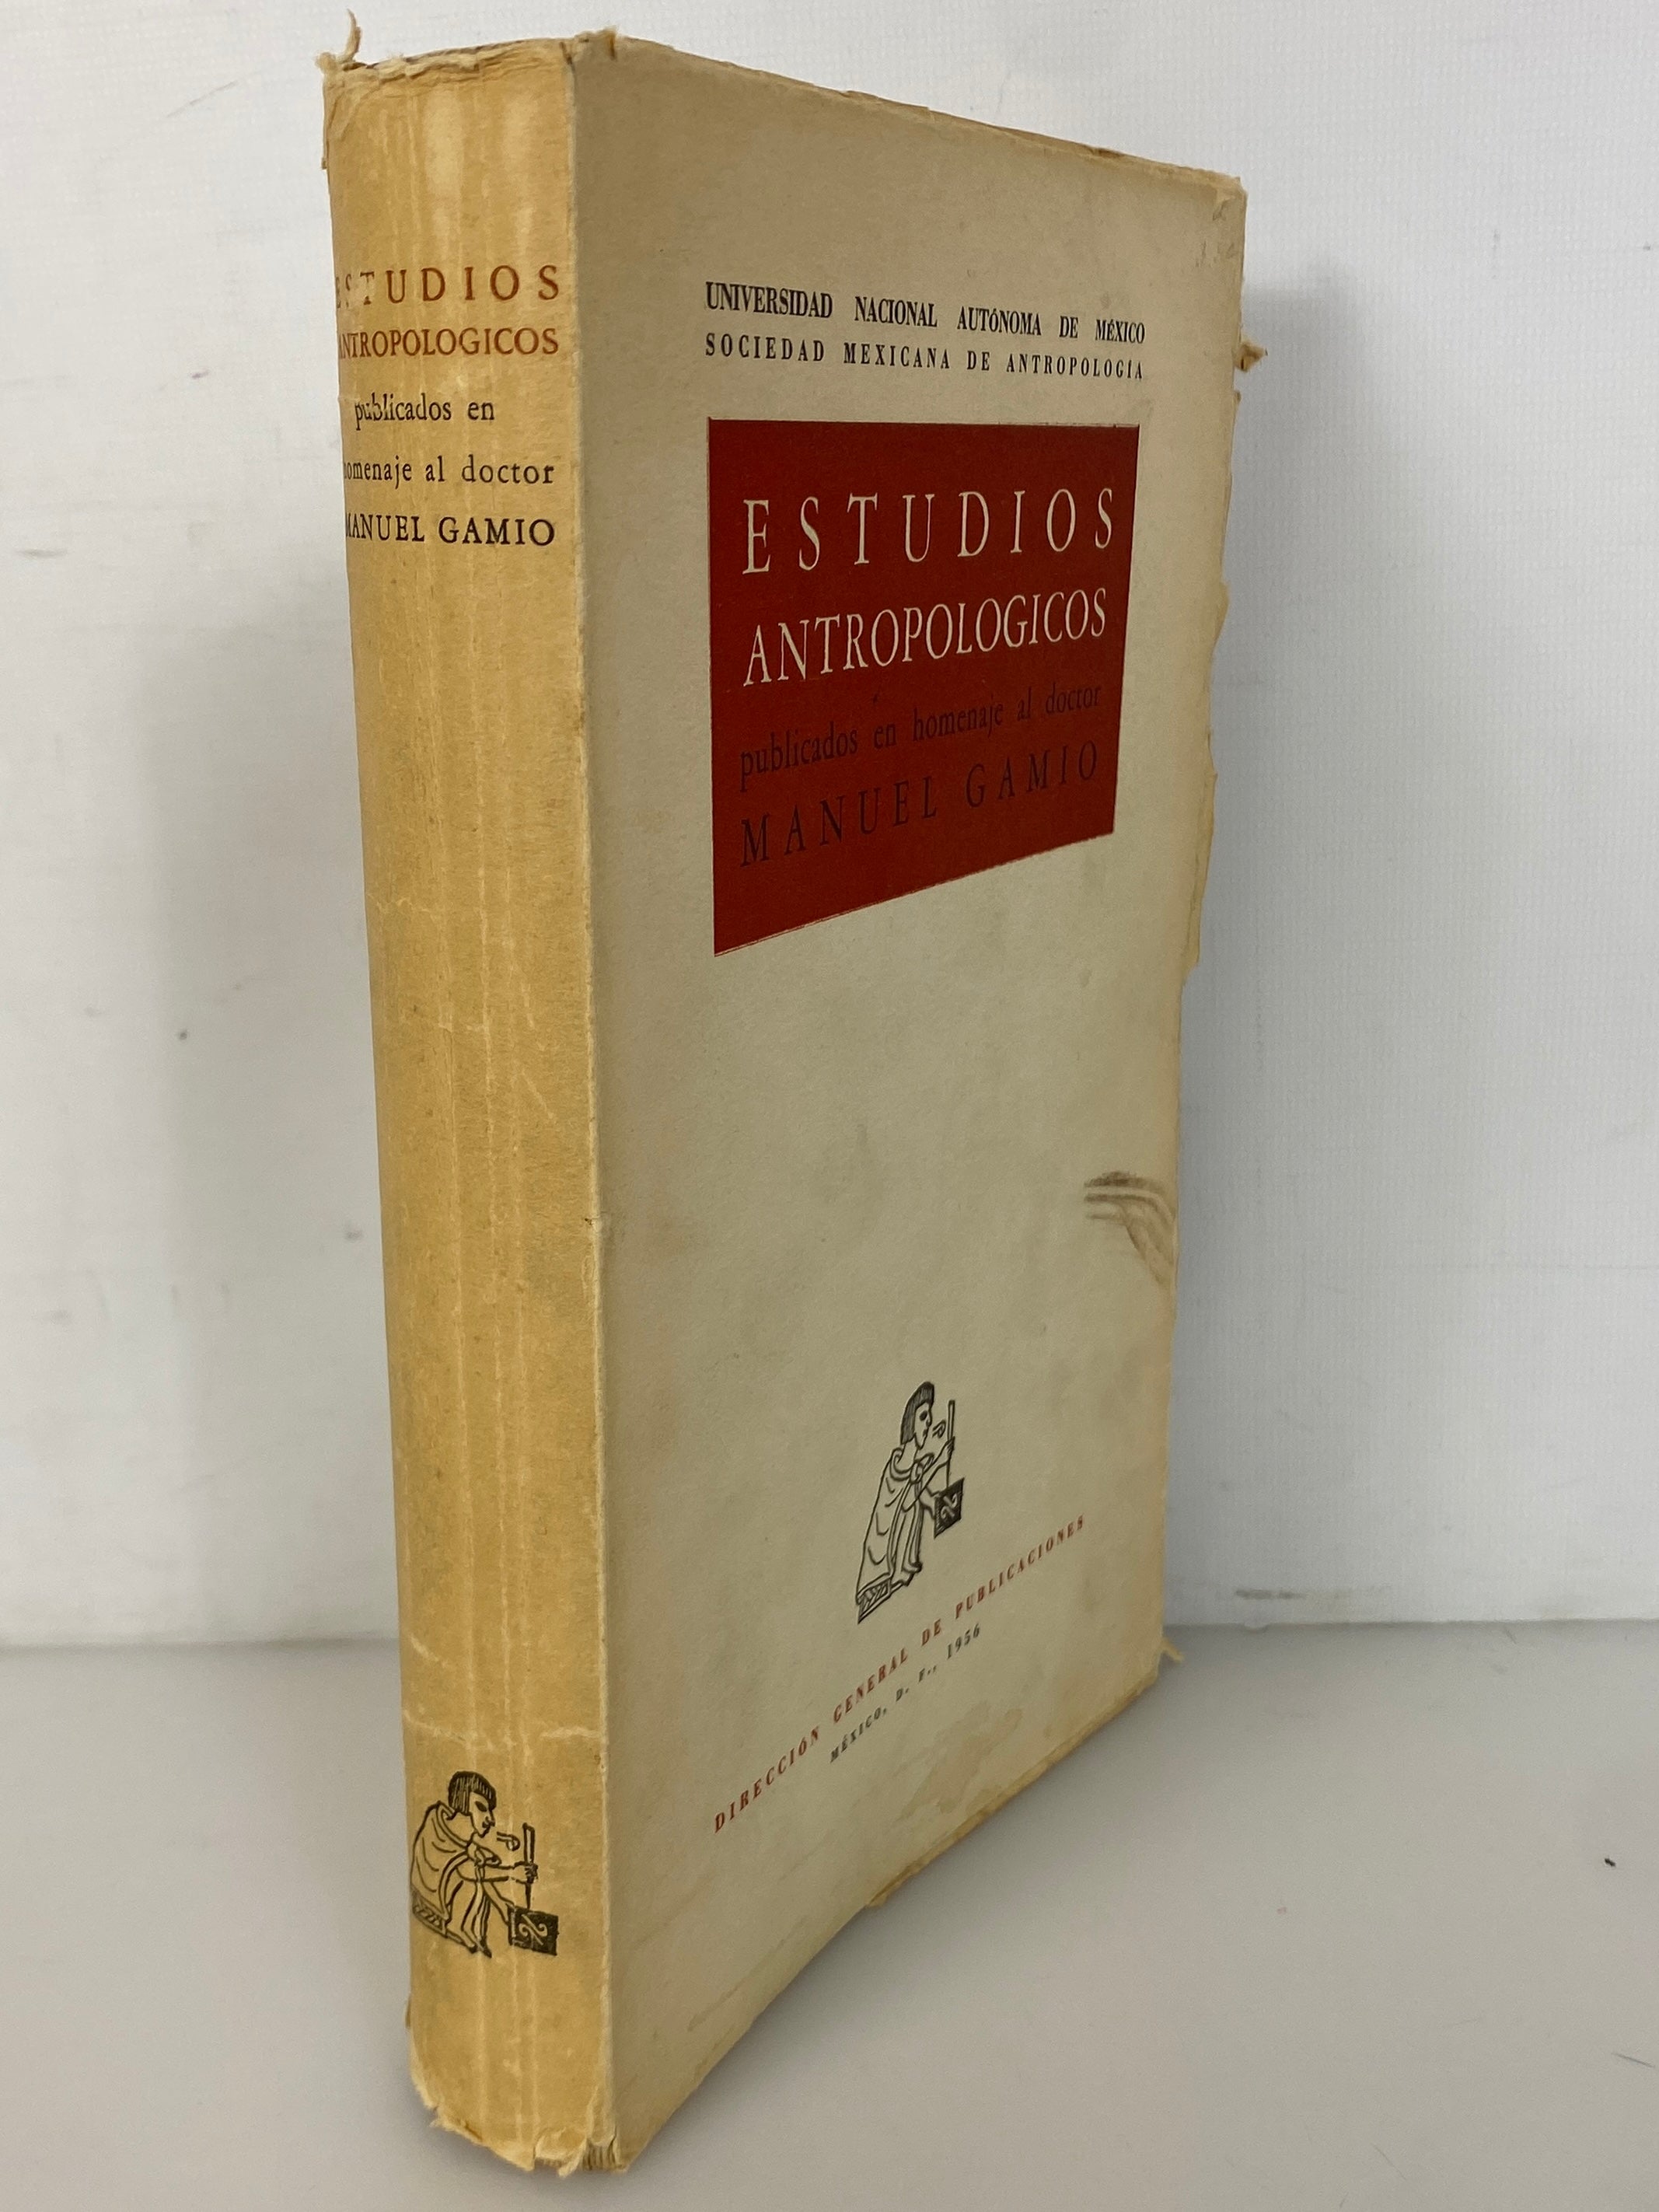 ESTUDIOS
ANTROPOLOGICOS
publicados en
homenaje al doctor
MANUEL GAMIO
UNIVERSIDAD NACIONAL AUTÓNOMA DE MÉXICO
SOCIEDAD MEXICANA DE ANTROPOLOGÍA
ESTUDIOS
ANTROPOLOGICOS
publicados en homenaje al doctor
MANUEL GAMIO
DIRECCIÓN GENERAL DE PUBLICACIONES
MÉXICO, D. F., 1956